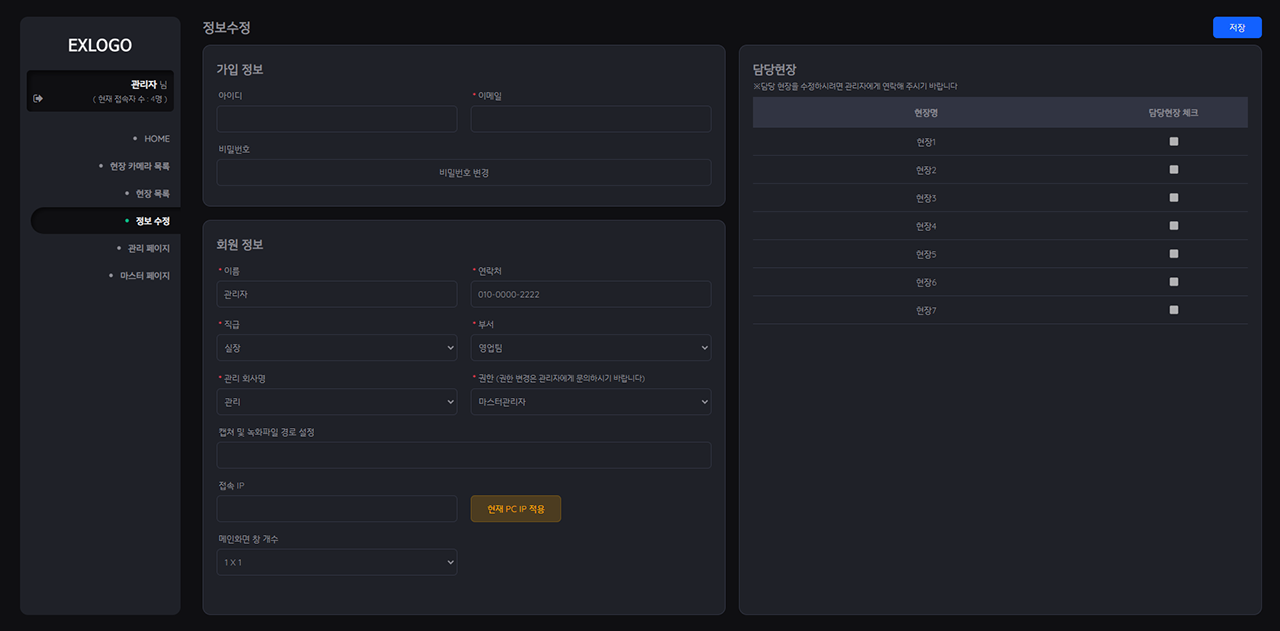 EXLOGO
관리자 님
( 현재 접속자 수 : 4명 )
HOME
현장 카메라 목록
현장 목록
정보 수정
관리 페이지
마스터 페이지
정보수정
저장
가입 정보
아이디
* 이메일
비밀번호
비밀번호 변경
회원 정보
* 이름
* 연락처
관리자
010-0000-2222
* 직급
* 부서
실장
영업팀
* 관리 회사명
* 권한 (권한 변경은 관리자에게 문의하시기 바랍니다)
관리
마스터관리자
캡쳐 및 녹화파일 경로 설정
접속 IP
현재 PC IP 적용
메인화면 창 개수
1 X 1
담당현장
※담당 현장을 수정하시려면 관리자에게 연락해 주시기 바랍니다
현장명
담당현장 체크
현장1
현장2
현장3
현장4
현장5
현장6
현장7